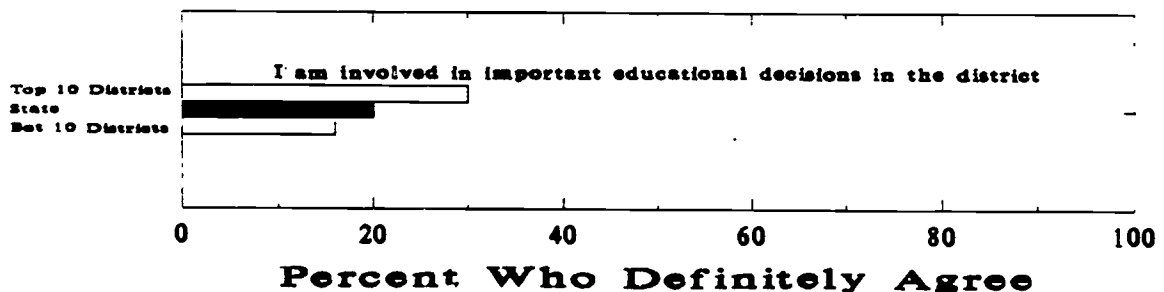 I am involved in important educational decisions in the district
Top 10 Districts
State
Bot 10 Districts
0 20 40 60 80 100
Percent Who Definitely Agree